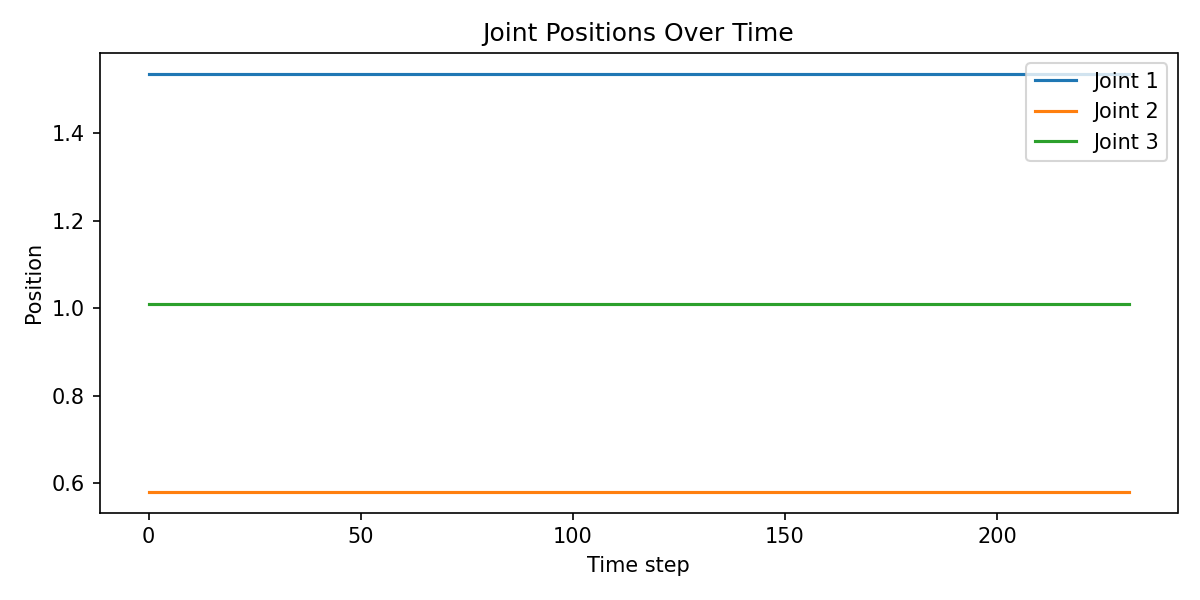 Joint Positions Over Time
Position
1.4
1.2
1.0
0.8
0.6
Joint 1
Joint 2
Joint 3
0 50 100 150 200
Time step